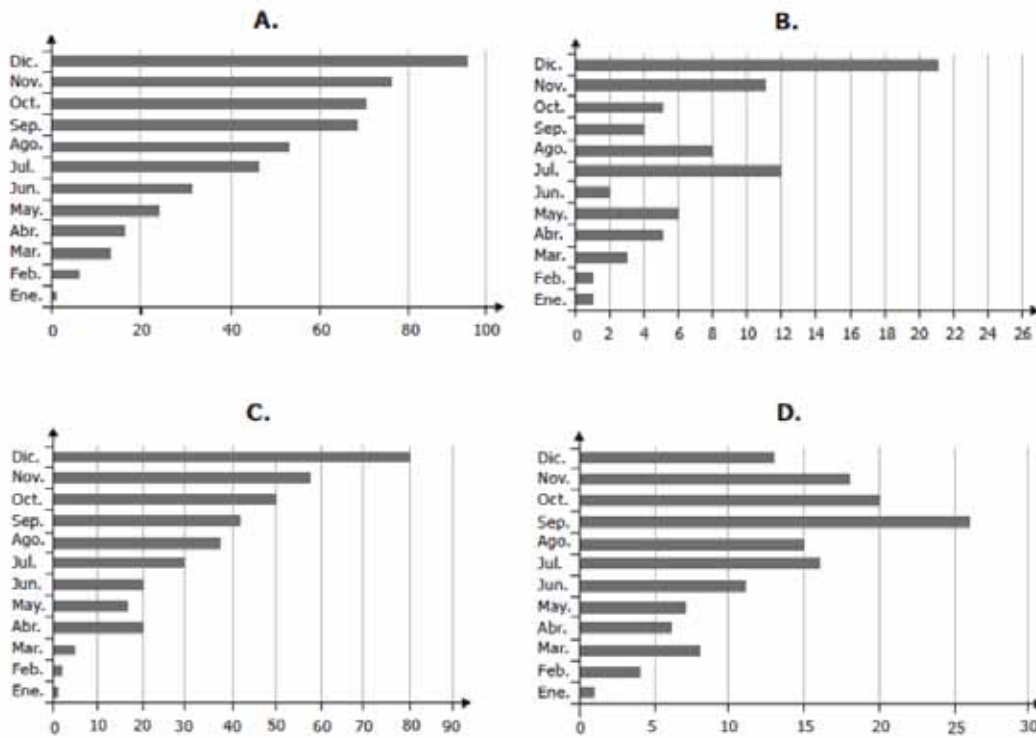 A.
Dic.
Nov.
Oct.
Sep.
Ago.
Jul.
Jun.
May.
Abr.
Mar.
Feb.
Ene.
0 20 40 60 80 100
B.
Dic.
Nov.
Oct.
Sep.
Ago.
Jul.
Jun.
May.
Abr.
Mar.
Feb.
Ene.
0 2 4 6 8 10 12 14 16 18 20 22 24 26
C.
Dic.
Nov.
Oct.
Sep.
Ago.
Jul.
Jun.
May.
Abr.
Mar.
Feb.
Ene.
0 10 20 30 40 50 60 70 80 90
D.
Dic.
Nov.
Oct.
Sep.
Ago.
Jul.
Jun.
May.
Abr.
Mar.
Feb.
Ene.
0 5 10 15 20 25 30